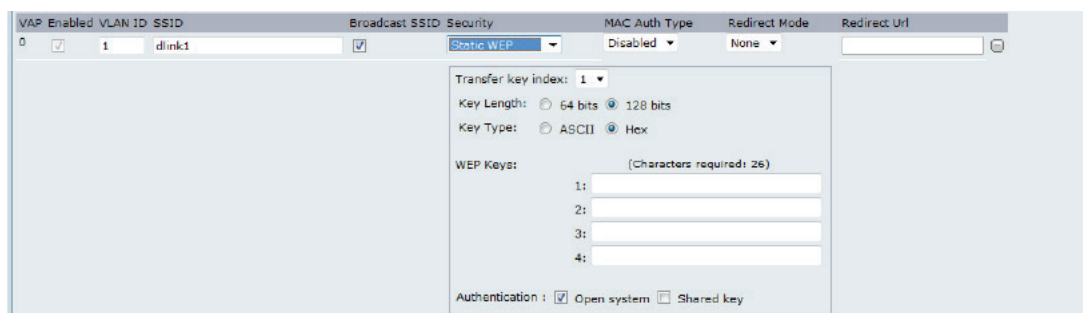 VAP Enabled VLAN ID SSID Broadcast SSID Security MAC Auth Type Redirect Mode Redirect Url
0 1 dlink1 Static WEP Disabled None
Transfer key index: 1
Key Length: 64 bits 128 bits
Key Type: ASCII Hex
WEP Keys: (Characters required: 26)
1:
2:
3:
4:
Authentication : Open system Shared key